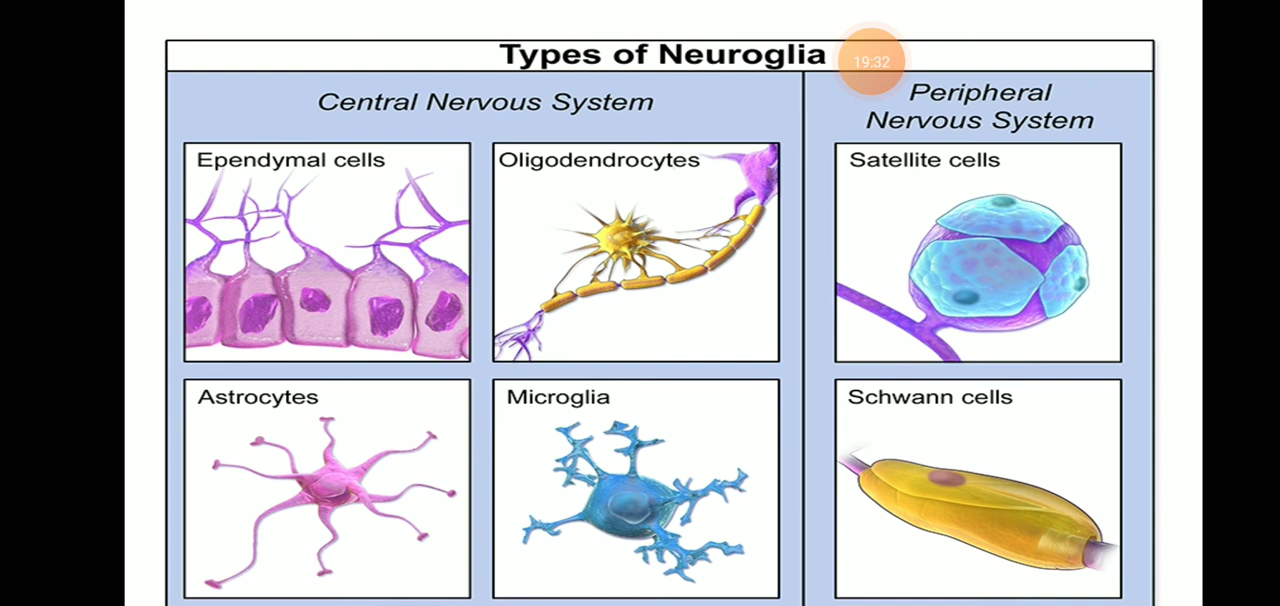 Types of Neuroglia
19:32
Central Nervous System
Peripheral
Nervous System
Ependymal cells
Oligodendrocytes
Satellite cells
Astrocytes
Microglia
Schwann cells